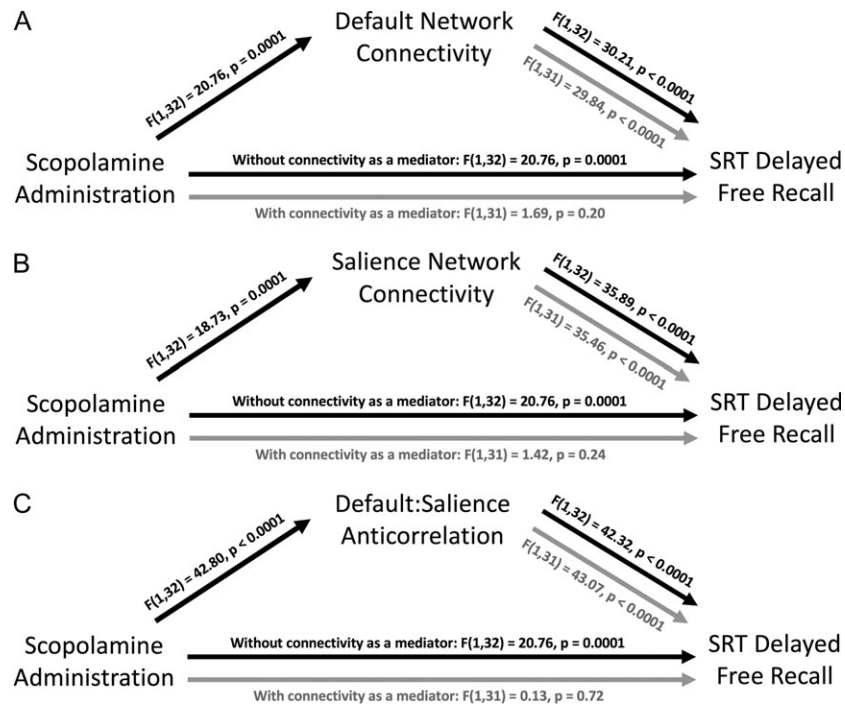 A
Default Network
Connectivity
F(1,32) = 20.76, p = 0.0001
F(1,32) = 30.21, p < 0.0001
F(1,31) = 29.84, p < 0.0001
Scopolamine
Administration
Without connectivity as a mediator: F(1,32) = 20.76, p = 0.0001
With connectivity as a mediator: F(1,31) = 1.69, p = 0.20
SRT Delayed
Free Recall
B
Salience Network
Connectivity
F(1,32) = 18.73, p = 0.0001
F(1,32) = 35.89, p < 0.0001
F(1,31) = 35.46, p < 0.0001
Scopolamine
Administration
Without connectivity as a mediator: F(1,32) = 20.76, p = 0.0001
With connectivity as a mediator: F(1,31) = 1.42, p = 0.24
SRT Delayed
Free Recall
C
Default:Salience
Anticorrelation
F(1,32) = 42.80, p < 0.0001
F(1,32) = 42.32, p < 0.0001
F(1,31) = 43.07, p < 0.0001
Scopolamine
Administration
Without connectivity as a mediator: F(1,32) = 20.76, p = 0.0001
With connectivity as a mediator: F(1,31) = 0.13, p = 0.72
SRT Delayed
Free Recall